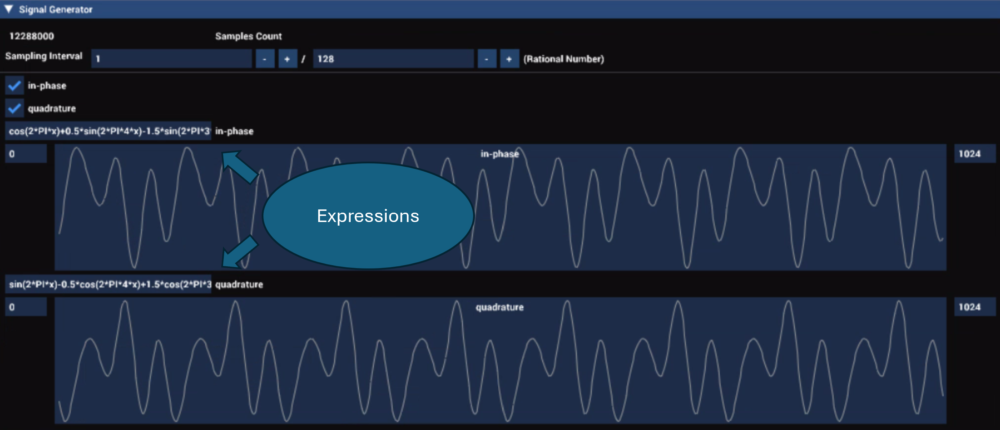 Signal Generator
12288000 Samples Count
Sampling Interval 1 - + / 128 - + (Rational Number)
in-phase
quadrature
cos(2*PI*x)+0.5*sin(2*PI*4*x)-1.5*sin(2*PI*3* in-phase
0 in-phase 1024
Expressions
sin(2*PI*x)-0.5*cos(2*PI*4*x)+1.5*cos(2*PI*3 quadrature
0 quadrature 1024